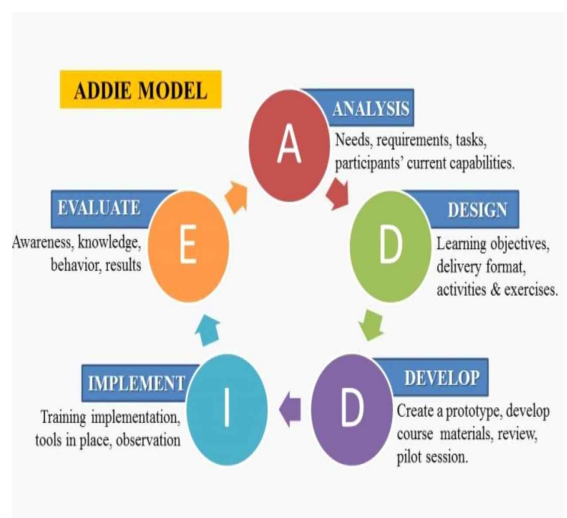 ADDIE MODEL
A
ANALYSIS
Needs, requirements, tasks,
participants' current capabilities.
D
DESIGN
Learning objectives,
delivery format,
activities & exercises.
D
DEVELOP
Create a prototype, develop
course materials, review,
pilot session.
I
IMPLEMENT
Training implementation,
tools in place, observation
E
EVALUATE
Awareness, knowledge,
behavior, results